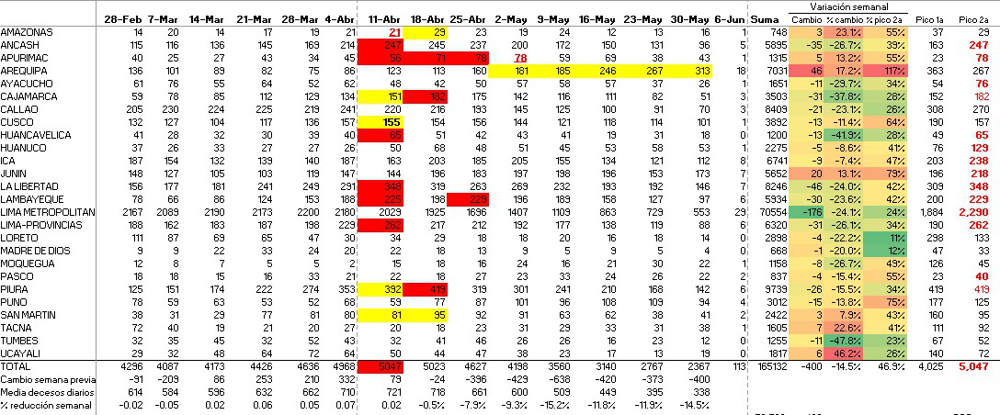 Variación semanal
28-Feb 7-Mar 14-Mar 21-Mar 28-Mar 4-Abr 11-Abr 18-Abr 25-Abr 2-May 9-May 16-May 23-May 30-May 6-Jun Suma Cambio % cambio % pico 2a Pico 1a Pico 2a
AMAZONAS 14 20 14 17 19 21 21 29 23 19 24 12 13 16 1 748 3 23.1% 55% 37 29
ANCASH 115 116 136 145 169 214 247 245 237 200 172 150 131 96 5 5895 -35 -26.7% 39% 163 247
APURIMAC 40 25 27 43 34 45 56 71 78 78 59 69 38 43 1 1315 5 13.2% 55% 23 78
AREQUIPA 136 101 89 82 75 86 123 113 160 181 185 246 267 313 18 7031 46 17.2% 117% 363 267
AYACUCHO 61 76 55 64 52 62 48 42 50 57 58 57 37 26 0 1651 -11 -29.7% 34% 54 76
CAJAMARCA 59 78 85 112 129 134 151 182 175 142 116 111 82 51 3 3503 -31 -37.8% 28% 152 182
CALLAO 205 230 224 225 219 241 220 216 193 145 125 100 91 70 3 8409 -21 -23.1% 26% 308 270
CUSCO 132 127 104 117 136 157 155 154 156 144 121 118 114 101 1 3892 -13 -11.4% 64% 190 157
HUANCAVELICA 41 28 32 30 39 40 65 51 42 43 41 19 31 18 0 1200 -13 -41.9% 28% 49 65
HUANUCO 37 26 33 27 27 26 50 68 48 51 45 53 58 53 1 2275 -5 -8.6% 41% 76 129
ICA 187 154 132 139 140 187 163 203 185 205 155 134 121 112 8 6741 -9 -7.4% 47% 203 238
JUNIN 148 127 105 103 119 147 144 196 183 197 198 196 153 173 7 5652 20 13.1% 79% 196 218
LA LIBERTAD 156 177 181 241 249 291 348 319 263 269 232 193 192 146 7 8246 -46 -24.0% 42% 309 348
LAMBAYEQUE 78 66 86 124 153 188 225 198 229 196 189 158 127 97 6 5934 -30 -23.6% 42% 200 229
LIMA METROPOLITAN 2167 2089 2190 2173 2200 2180 2029 1925 1696 1407 1109 863 729 553 29 70554 -176 -24.1% 24% 1,884 2,290
LIMA-PROVINCIAS 188 162 183 187 198 229 262 217 212 192 177 138 119 88 6 6320 -31 -26.1% 34% 190 262
LORETO 111 87 69 65 47 30 34 29 18 18 20 16 18 14 0 2898 -4 -22.2% 11% 298 133
MADRE DE DIOS 9 9 22 33 24 20 22 18 13 9 5 9 5 4 0 668 -1 -20.0% 12% 47 33
MOQUEGUA 12 8 7 5 5 2 15 18 16 24 16 21 30 22 0 1158 -8 -26.7% 49% 126 45
PASCO 18 18 15 16 33 21 22 18 27 23 33 24 26 22 2 837 -4 -15.4% 55% 23 40
PIURA 125 151 174 222 274 353 392 419 319 301 241 210 168 142 6 9739 -26 -15.5% 34% 419 419
PUNO 78 59 63 53 52 68 59 77 87 101 96 108 109 94 4 3012 -15 -13.8% 75% 177 125
SAN MARTIN 38 31 29 77 81 80 81 95 92 91 63 62 38 41 2 2422 3 7.9% 43% 160 95
TACNA 72 40 19 21 20 27 20 18 23 31 29 33 31 38 1 1605 7 22.6% 41% 111 92
TUMBES 32 35 45 32 52 43 32 41 46 26 26 16 23 12 0 1255 -11 -47.8% 23% 67 52
UCAYALI 29 32 48 64 72 64 50 44 47 38 23 17 13 19 0 1817 6 46.2% 26% 140 72
TOTAL 4296 4087 4173 4426 4636 4968 5047 5023 4627 4198 3560 3140 2767 2367 113 165132 -400 -14.5% 46.9% 4,025 5,047
Cambio semana previa -91 -209 86 253 210 332 79 -24 -396 -429 -638 -420 -373 -400
Media decesos diarios 614 584 596 632 662 710 721 718 661 600 509 449 395 338
% reducción semanal -0.02 -0.05 0.02 0.06 0.05 0.07 0.02 -0.5% -7.9% -9.3% -15.2% -11.8% -11.9% -14.5%